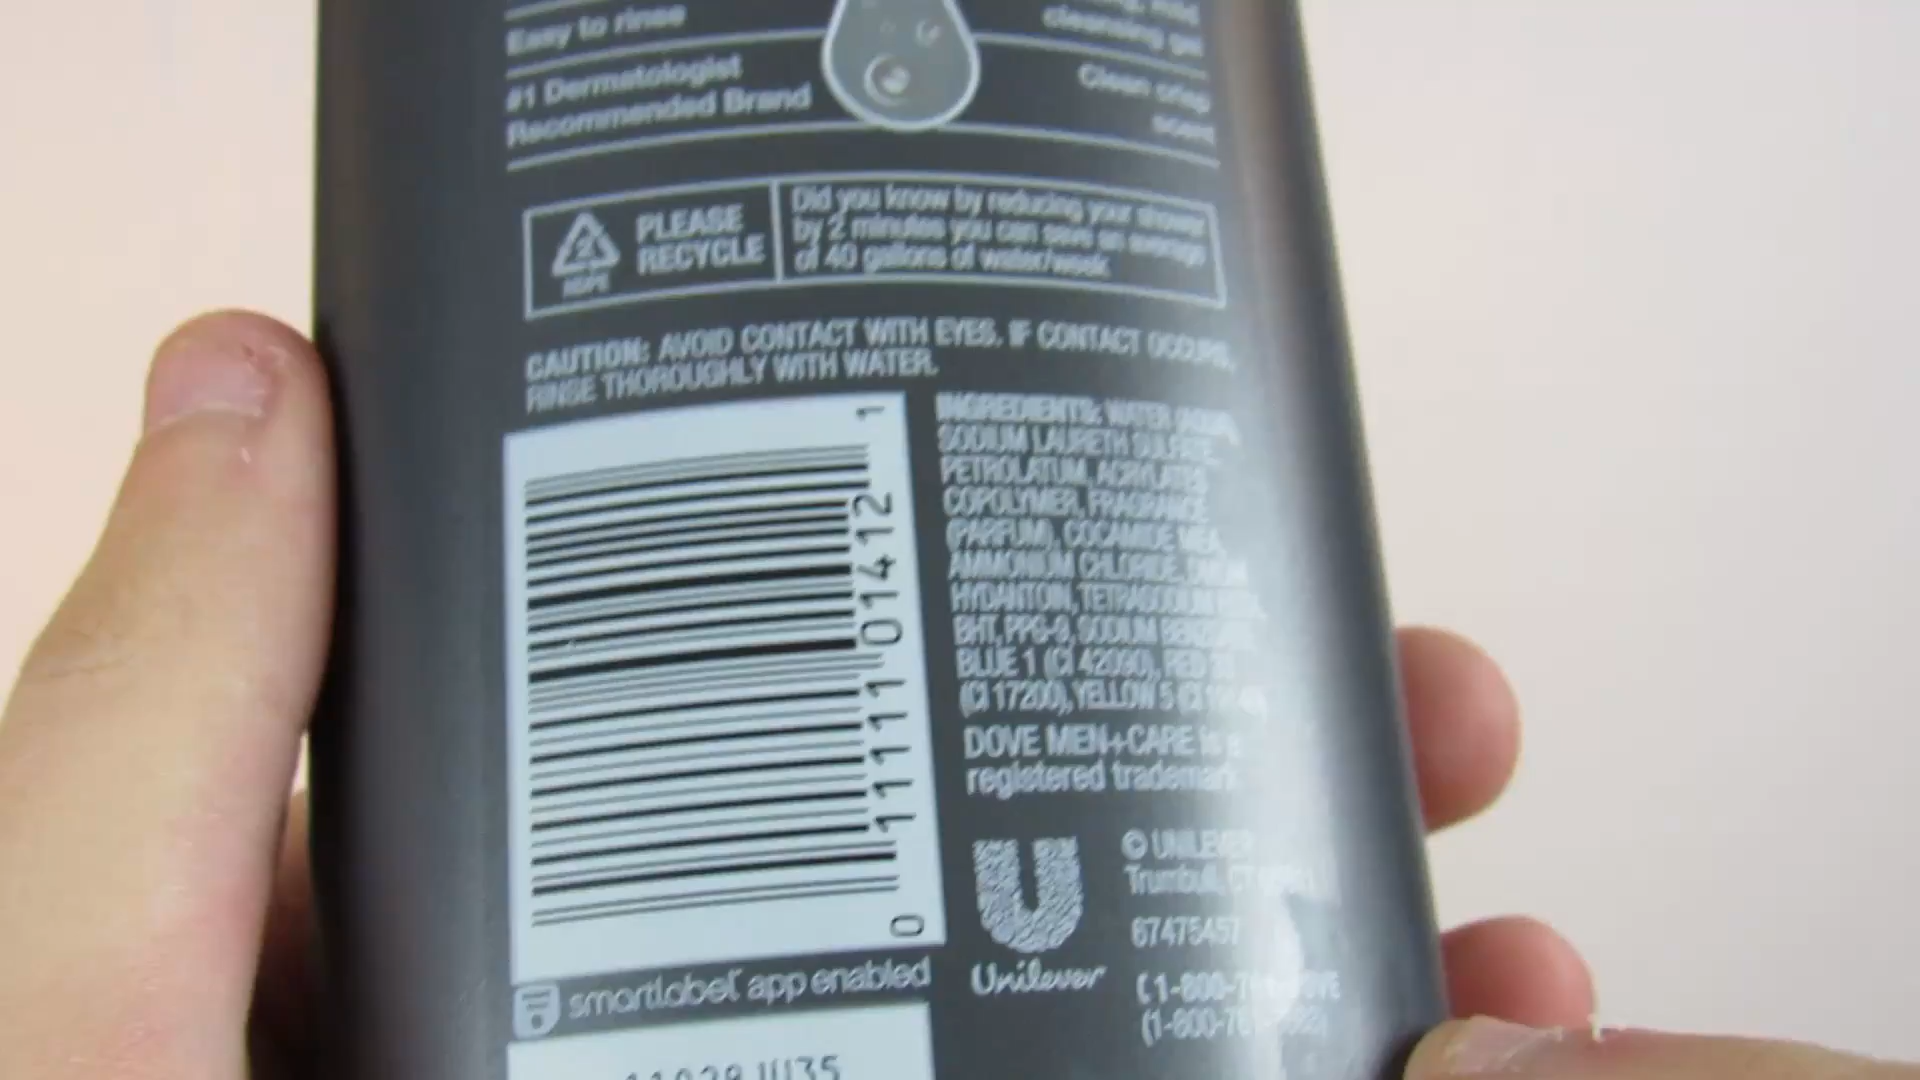 Easy to rinse
cleansing gel
#1 Dermatologist
Recommended Brand
Clean crisp
scent
2
HDPE
PLEASE
RECYCLE
Did you know by reducing your shower
by 2 minutes you can save an average
of 40 gallons of water/week
CAUTION: AVOID CONTACT WITH EYES. IF CONTACT OCCURS,
RINSE THOROUGHLY WITH WATER.
0 11111 01412 1
INGREDIENTS: WATER (AQUA),
SODIUM LAURETH SULFATE,
PETROLATUM, ACRYLATES
COPOLYMER, FRAGRANCE
(PARFUM), COCAMIDE MEA,
AMMONIUM CHLORIDE,
HYDANTOIN, TETRASODIUM
BHT, PPG-9, SODIUM BENZOATE,
BLUE 1 (CI 42090), RED
(CI 17200), YELLOW 5
DOVE MEN+CARE is a
registered trademark
© UNILEVER
Trumbull, CT
67475457
Unilever
smartlabel app enabled